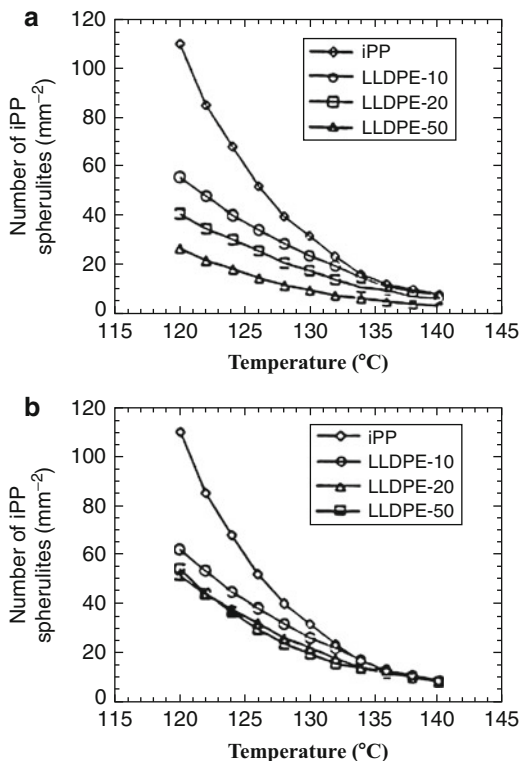 a
120
100
80
60
40
20
0
Number of iPP
spherulites (mm⁻²)
iPP
LLDPE-10
LLDPE-20
LLDPE-50
115 120 125 130 135 140 145
Temperature (°C)
b
120
100
80
60
40
20
0
Number of iPP
spherulites (mm⁻²)
iPP
LLDPE-10
LLDPE-20
LLDPE-50
115 120 125 130 135 140 145
Temperature (°C)